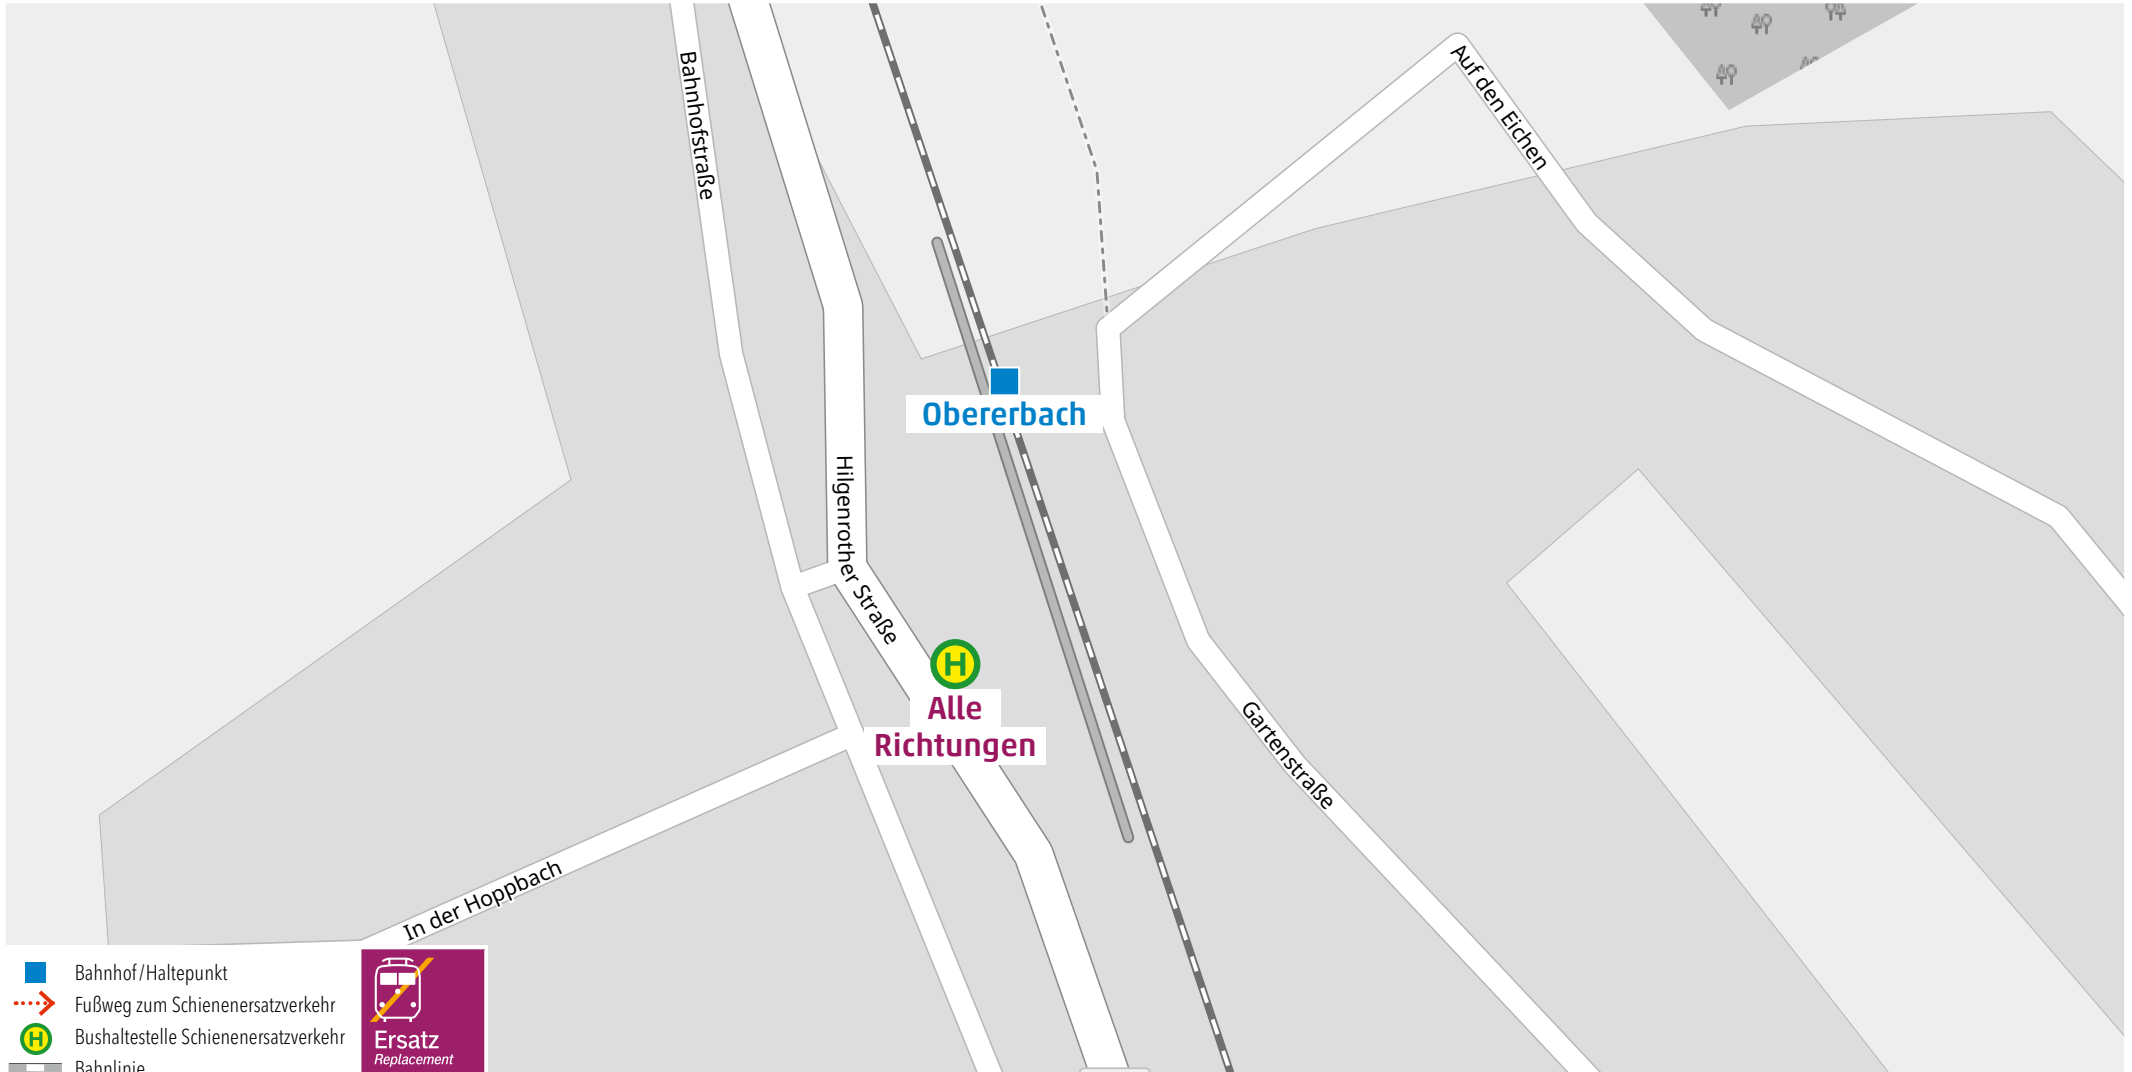 Bahnhofstraße
Auf den Eichen
Obererbach
Hilgenrother Straße
H
Alle
Richtungen
Gartenstraße
In der Hoppbach
Bahnhof/Haltepunkt
Fußweg zum Schienenersatzverkehr
H Bushaltestelle Schienenersatzverkehr
Bahnlinie
Ersatz
Replacement